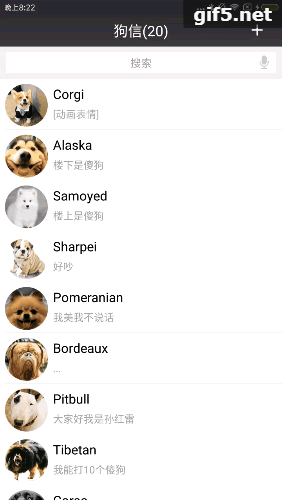 晚上8:22
gif5.net
狗信(20)
+
搜索
Corgi
[动画表情]
Alaska
楼下是傻狗
Samoyed
楼上是傻狗
Sharpei
好吵
Pomeranian
我美我不说话
Bordeaux
...
Pitbull
大家好我是孙红雷
Tibetan
我能打10个傻狗